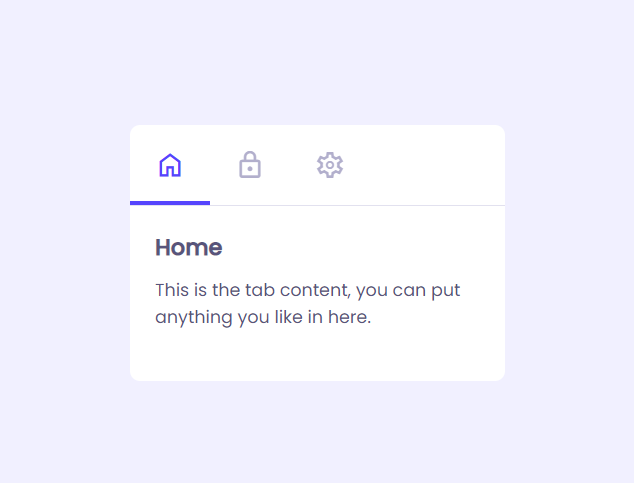 Home
This is the tab content, you can put
anything you like in here.